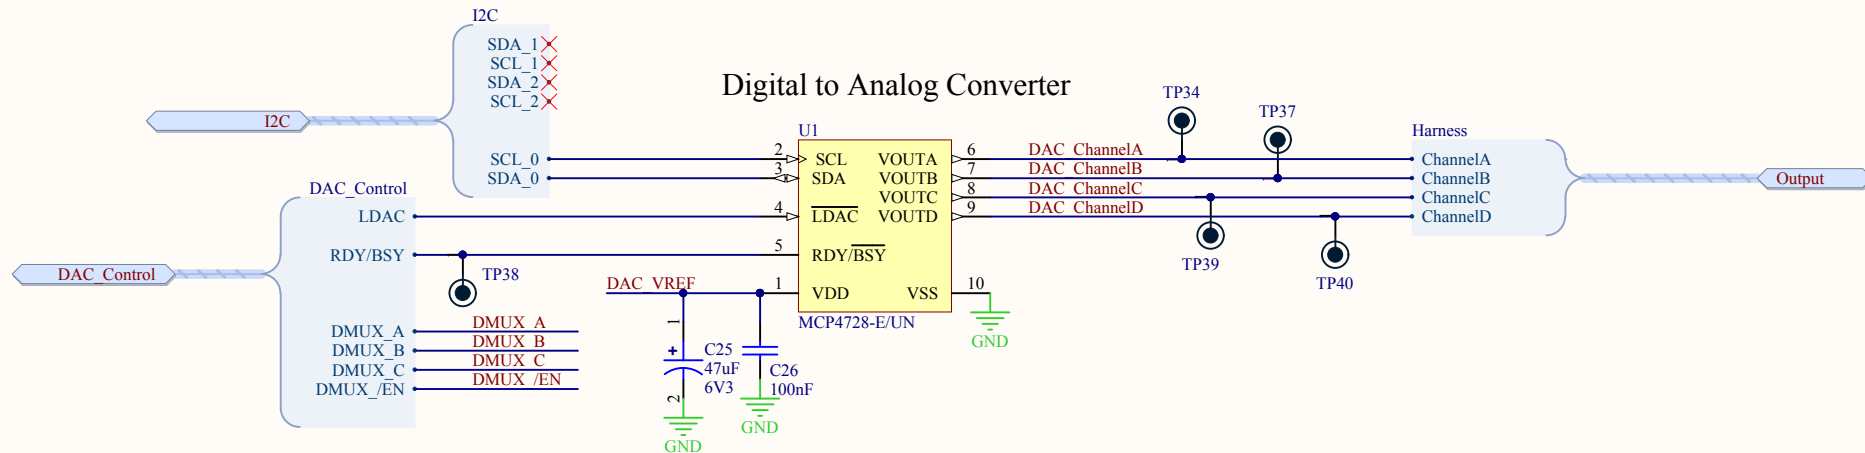 I2C
SDA_1
SCL_1
SDA_2
SCL_2
I2C
SCL_0
SDA_0
Digital to Analog Converter
DAC_Control
LDAC
RDY/BSY
DAC_Control
TP38
DMUX_A
DMUX_B
DMUX_C
DMUX_/EN
DMUX_A
DMUX_B
DMUX_C
DMUX_/EN
U1
2
3
4
5
1
SCL
SDA
LDAC
RDY/BSY
VDD
VOUTA
VOUTB
VOUTC
VOUTD
VSS
6
7
8
9
10
MCP4728-E/UN
GND
DAC_VREF
1
+
2
C25
47uF
6V3
GND
C26
100nF
GND
DAC_ChannelA
DAC_ChannelB
DAC_ChannelC
DAC_ChannelD
TP34
TP37
TP39
TP40
Harness
ChannelA
ChannelB
ChannelC
ChannelD
Output